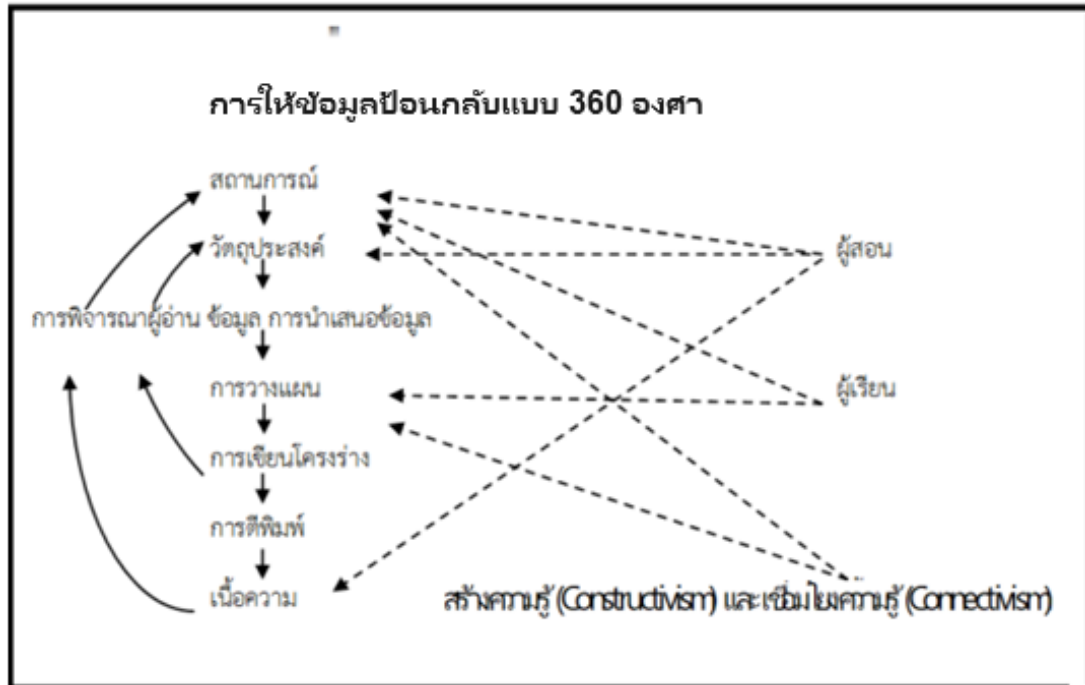 การให้ข้อมูลป้อนกลับแบบ 360 องศา
สถานการณ์
วัตถุประสงค์
ผู้สอน
การพิจารณาผู้อ่าน ข้อมูล การนำเสนอข้อมูล
การวางแผน
ผู้เรียน
การเขียนโครงร่าง
การตีพิมพ์
เนื้อความ
สร้างความรู้ (Constructivism) และเชื่อมโยงความรู้ (Connectivism)